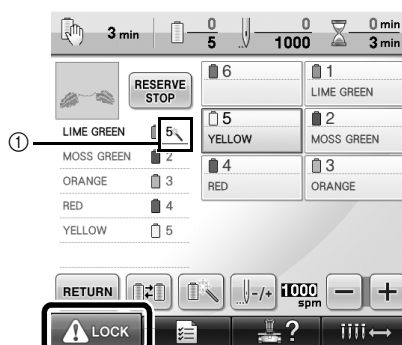 3 min
0
5
0
1000
0 min
3 min
RESERVE
STOP
6
1
LIME GREEN
5
YELLOW
2
MOSS GREEN
4
RED
3
ORANGE
①
LIME GREEN 5
MOSS GREEN 2
ORANGE 3
RED 4
YELLOW 5
RETURN
-/+
1000
spm
− +
LOCK
?